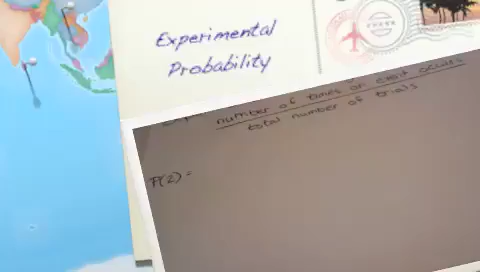 Experimental
Probability
number of times an event occurs
total number of trials
P(2) =